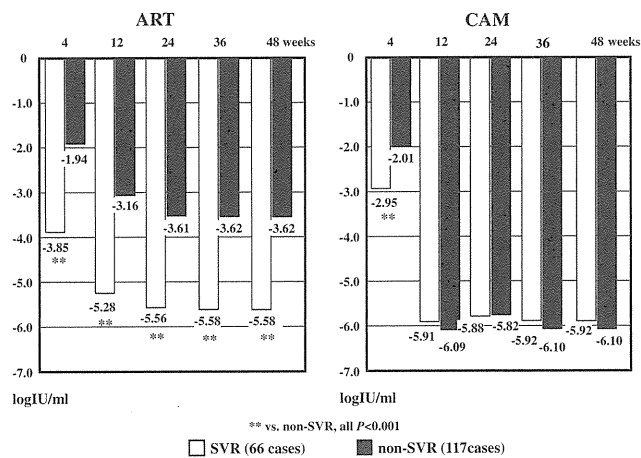 ART CAM
4 12 24 36 48 weeks 4 12 24 36 48 weeks
0 0
-1.0 -1.0
-1.94 -2.01
-2.0 -2.0
-2.95
-3.0 -3.0
**
-3.16
-3.61 -3.62 -3.62
-3.85
-4.0 -4.0
**
-5.0 -5.0
-5.28
-5.56 -5.58 -5.58
** ** ** **
-5.91 -5.88 -5.82 -5.92 -5.92
-6.0 -6.0
-6.09 -6.10 -6.10
-7.0 -7.0
logIU/ml logIU/ml
** vs. non-SVR, all P<0.001
SVR (66 cases) non-SVR (117cases)